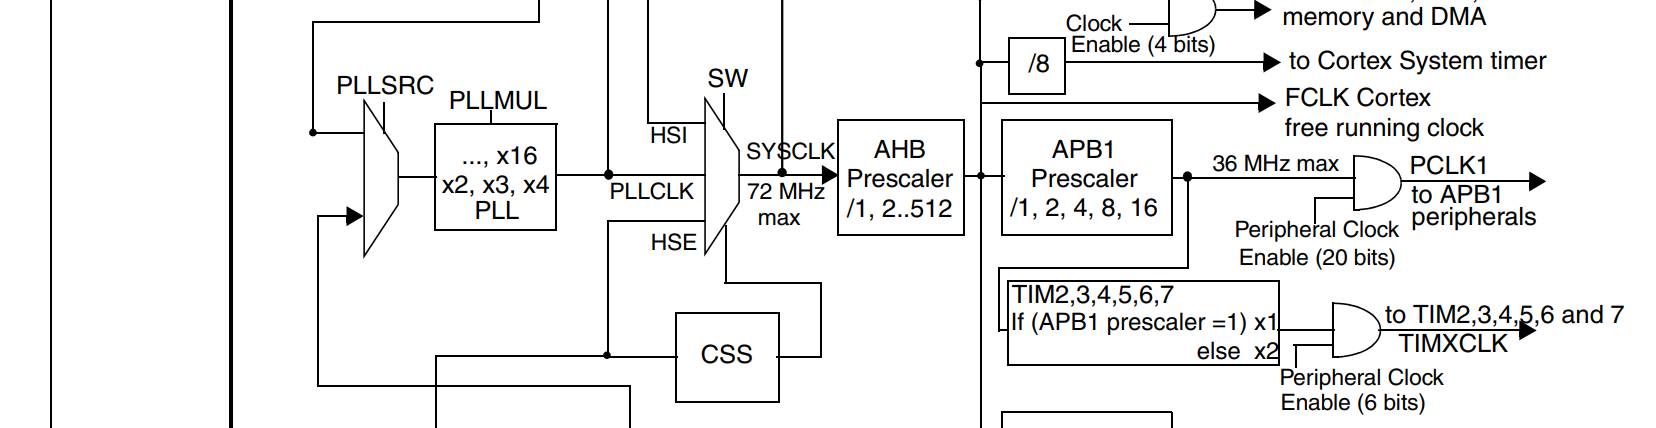 Clock
Enable (4 bits)
memory and DMA
/8
to Cortex System timer
FCLK Cortex
free running clock
PLLSRC
PLLMUL
..., x16
x2, x3, x4
PLL
SW
HSI
PLLCLK
HSE
SYSCLK
72 MHz
max
AHB
Prescaler
/1, 2..512
APB1
Prescaler
/1, 2, 4, 8, 16
36 MHz max
PCLK1
to APB1
peripherals
Peripheral Clock
Enable (20 bits)
TIM2,3,4,5,6,7
If (APB1 prescaler =1) x1
else x2
to TIM2,3,4,5,6 and 7
TIMXCLK
Peripheral Clock
Enable (6 bits)
CSS